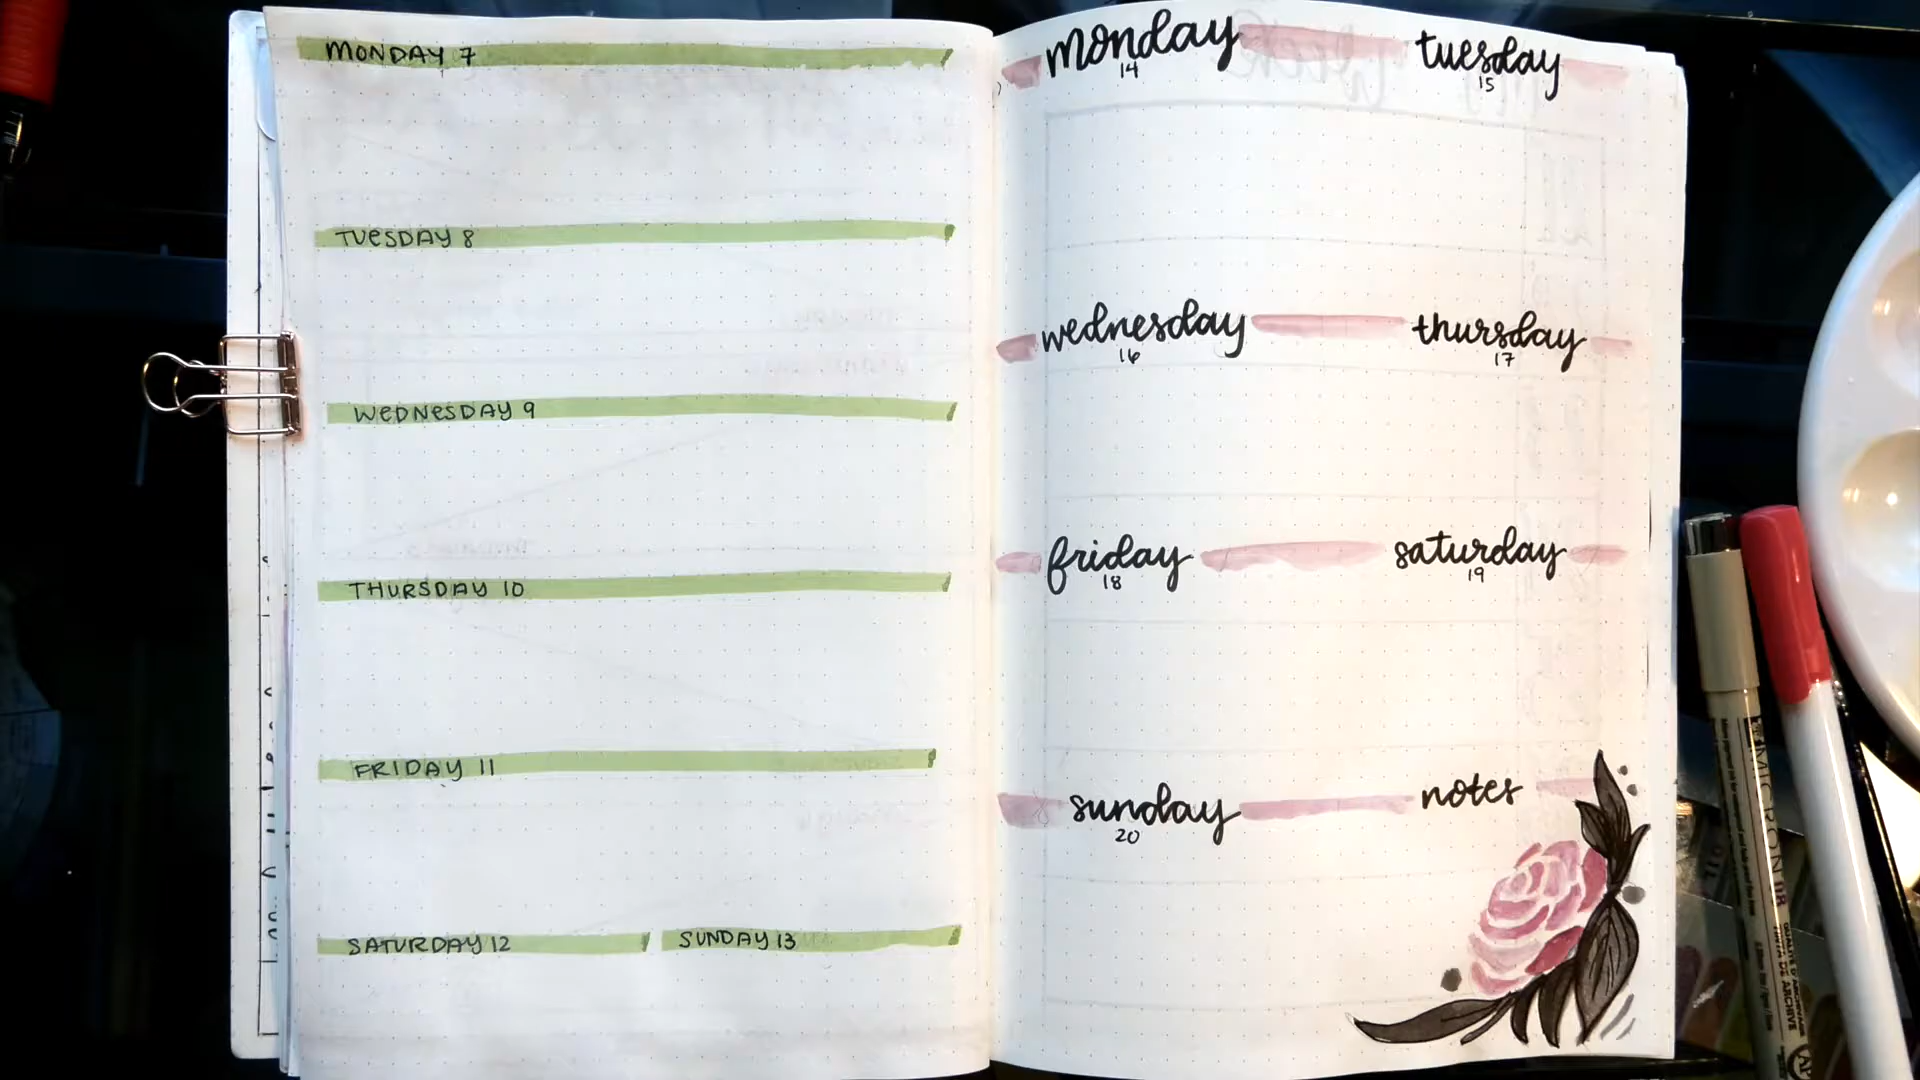 MONDAY 7
TUESDAY 8
WEDNESDAY 9
THURSDAY 10
FRIDAY 11
SATURDAY 12 SUNDAY 13
monday tuesday
14 15
wednesday thursday
16 17
friday saturday
18 19
sunday notes
20
MICRON 08